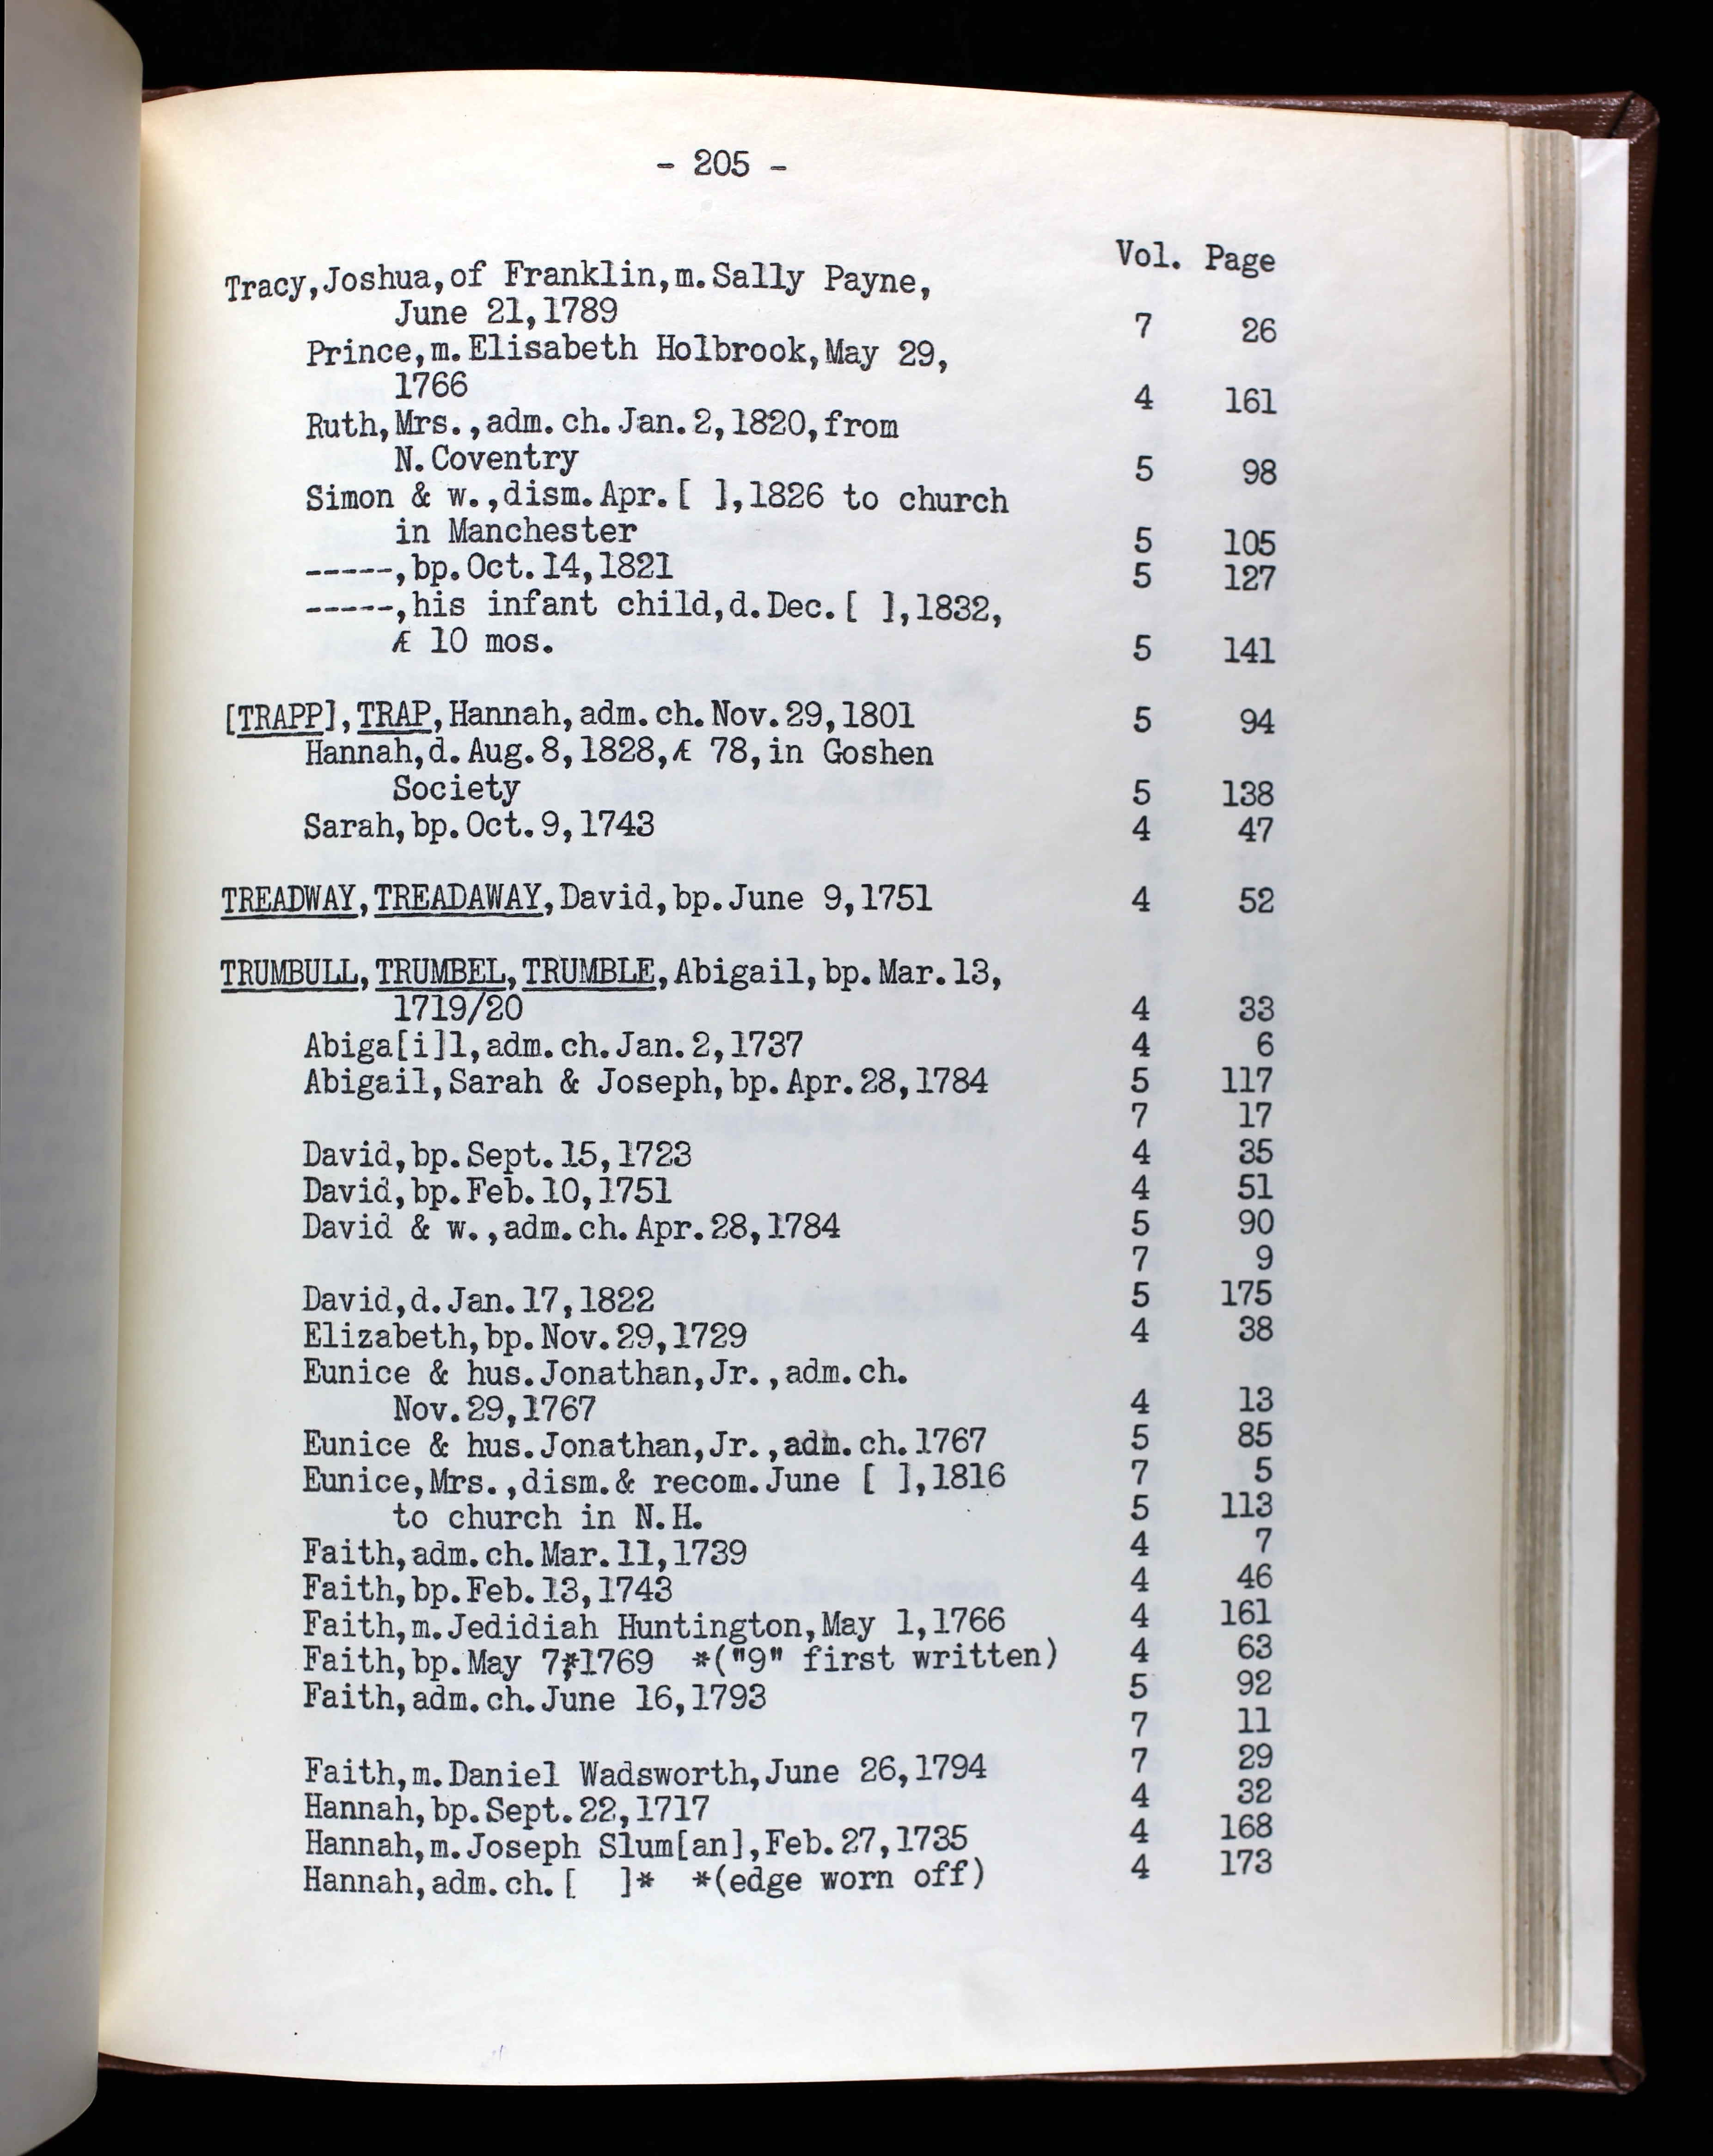 - 205 -
Vol. Page
Tracy, Joshua, of Franklin, m. Sally Payne,
June 21, 1789 7 26
Prince, m. Elisabeth Holbrook, May 29,
1766 4 161
Ruth, Mrs., adm. ch. Jan. 2, 1820, from
N. Coventry 5 98
Simon & w., dism. Apr. [ ], 1826 to church
in Manchester 5 105
-----, bp. Oct. 14, 1821 5 127
-----, his infant child, d. Dec. [ ], 1832,
Æ 10 mos. 5 141
[TRAPP], TRAP, Hannah, adm. ch. Nov. 29, 1801 5 94
Hannah, d. Aug. 8, 1828, Æ 78, in Goshen
Society 5 138
Sarah, bp. Oct. 9, 1743 4 47
TREADWAY, TREADAWAY, David, bp. June 9, 1751 4 52
TRUMBULL, TRUMBEL, TRUMBLE, Abigail, bp. Mar. 13,
1719/20 4 33
Abiga[i]l, adm. ch. Jan. 2, 1737 4 6
Abigail, Sarah & Joseph, bp. Apr. 28, 1784 5 117
7 17
David, bp. Sept. 15, 1723 4 35
David, bp. Feb. 10, 1751 4 51
David & w., adm. ch. Apr. 28, 1784 5 90
7 9
David, d. Jan. 17, 1822 5 175
Elizabeth, bp. Nov. 29, 1729 4 38
Eunice & hus. Jonathan, Jr., adm. ch.
Nov. 29, 1767 4 13
Eunice & hus. Jonathan, Jr., adm. ch. 1767 5 85
Eunice, Mrs., dism. & recom. June [ ], 1816 7 5
to church in N.H. 5 113
Faith, adm. ch. Mar. 11, 1739 4 7
Faith, bp. Feb. 13, 1743 4 46
Faith, m. Jedidiah Huntington, May 1, 1766 4 161
Faith, bp. May 7,*1769 *("9" first written) 4 63
Faith, adm. ch. June 16, 1793 5 92
7 11
Faith, m. Daniel Wadsworth, June 26, 1794 7 29
Hannah, bp. Sept. 22, 1717 4 32
Hannah, m. Joseph Slum[an], Feb. 27, 1735 4 168
Hannah, adm. ch. [ ]* *(edge worn off) 4 173